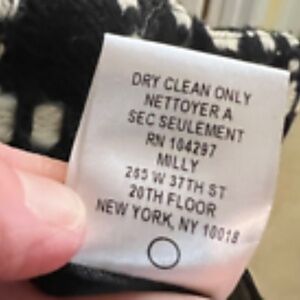 DRY CLEAN ONLY
NETTOYER A
SEC SEULEMENT
RN 104297
MILLY
265 W 37TH ST
20TH FLOOR
NEW YORK, NY 10018